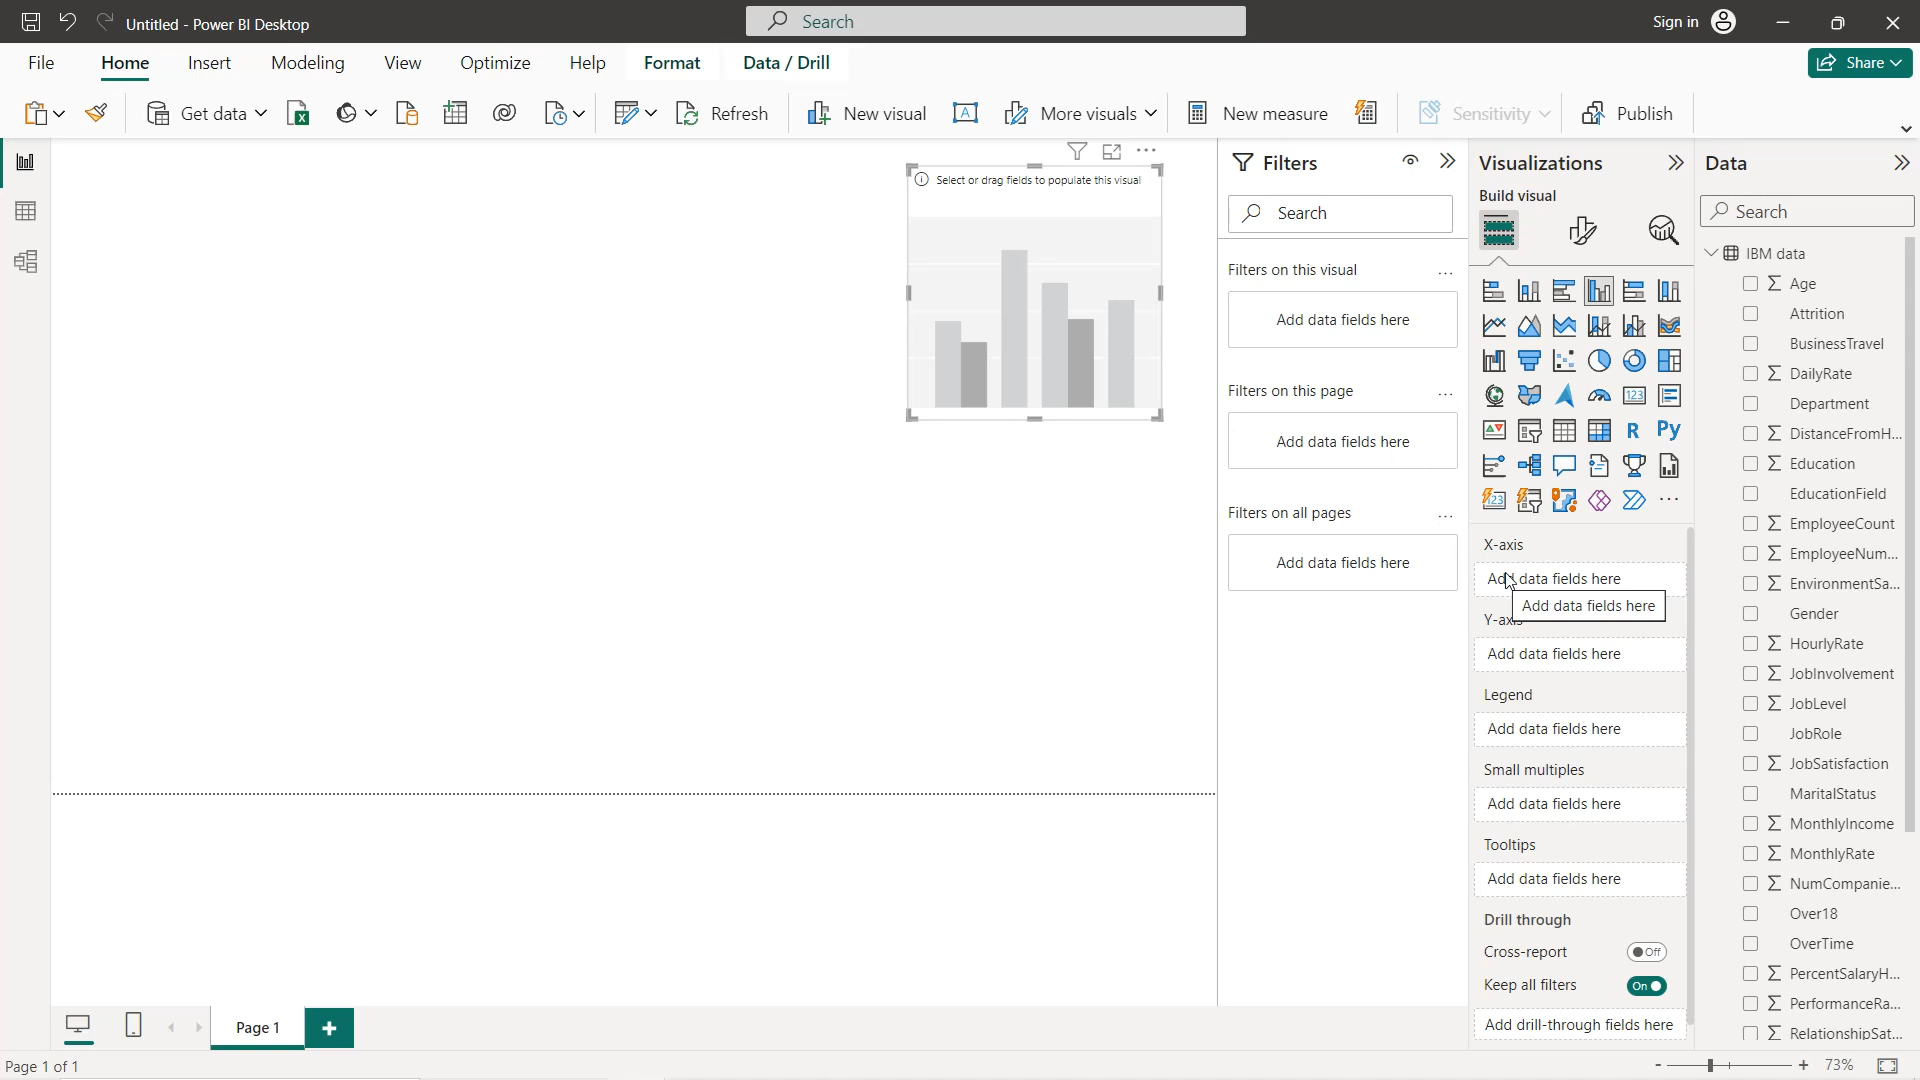 Untitled - Power BI Desktop
Search
Sign in
File Home Insert Modeling View Optimize Help Format Data / Drill
Share
Get data
Refresh
New visual
More visuals
New measure
Sensitivity
Publish
Select or drag fields to populate this visual
Filters
Search
Filters on this visual
Add data fields here
Filters on this page
Add data fields here
Filters on all pages
Add data fields here
Visualizations
Build visual
123
R
Py
123
X-axis
Add data fields here
Add data fields here
Add data fields here
Legend
Add data fields here
Small multiples
Add data fields here
Tooltips
Add data fields here
Drill through
Cross-report
Off
Keep all filters
On
Add drill-through fields here
Data
Search
IBM data
Age
Attrition
BusinessTravel
DailyRate
Department
DistanceFromH...
Education
EducationField
EmployeeCount
EmployeeNum...
EnvironmentSa...
Gender
HourlyRate
JobInvolvement
JobLevel
JobRole
JobSatisfaction
MaritalStatus
MonthlyIncome
MonthlyRate
NumCompanie...
Over18
OverTime
PercentSalaryH...
PerformanceRa...
RelationshipSat...
Page 1
Page 1 of 1
- + 73%